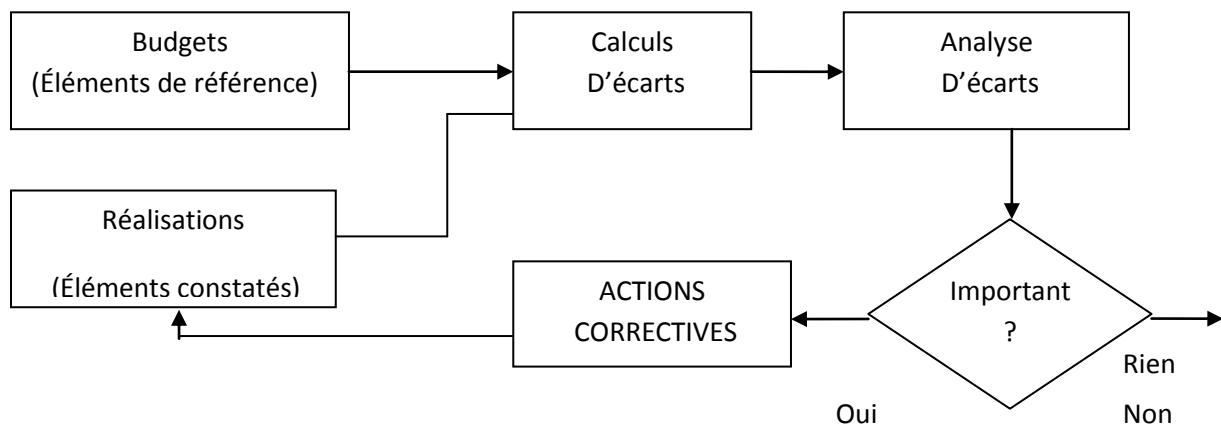 Budgets
(Éléments de référence)
Calculs
D'écarts
Analyse
D'écarts
Réalisations
(Éléments constatés)
ACTIONS
CORRECTIVES
Important
?
Rien
Oui
Non